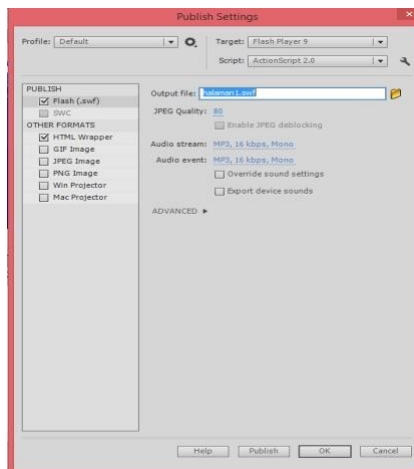 Publish Settings
Profile: Default
Target: Flash Player 9
Script: ActionScript 2.0
PUBLISH
Flash (.swf)
SWC
OTHER FORMATS
HTML Wrapper
GIF Image
JPEG Image
PNG Image
Win Projector
Mac Projector
Output file: halaman1.swf
JPEG Quality: 80
Enable JPEG deblocking
Audio stream: MP3, 16 kbps, Mono
Audio event: MP3, 16 kbps, Mono
Override sound settings
Export device sounds
ADVANCED
Help Publish OK Cancel